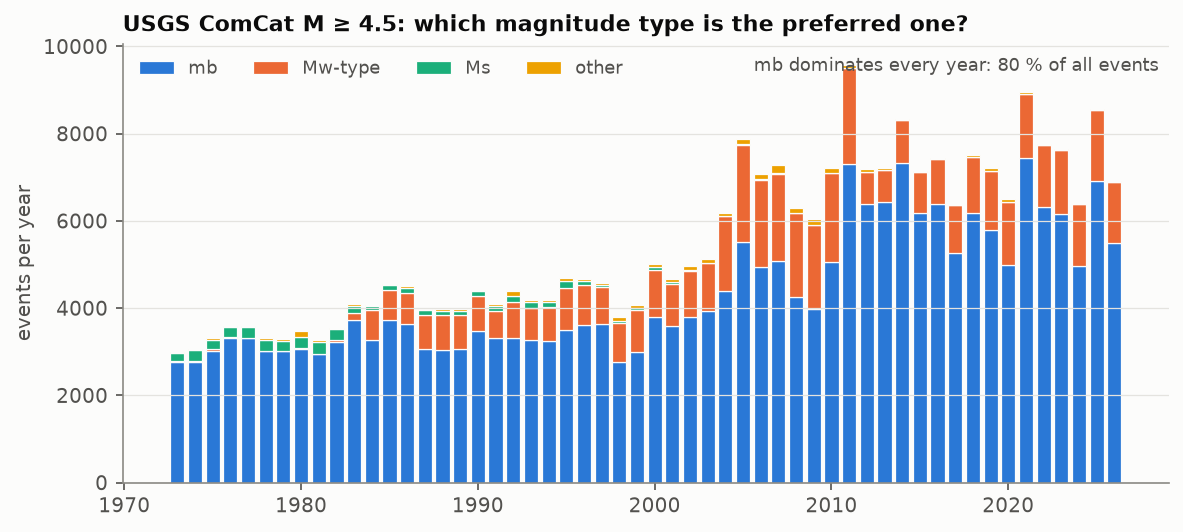 USGS ComCat M ≥ 4.5: which magnitude type is the preferred one?
mb Mw-type Ms other
mb dominates every year: 80 % of all events
events per year
10000
8000
6000
4000
2000
0
1970 1980 1990 2000 2010 2020